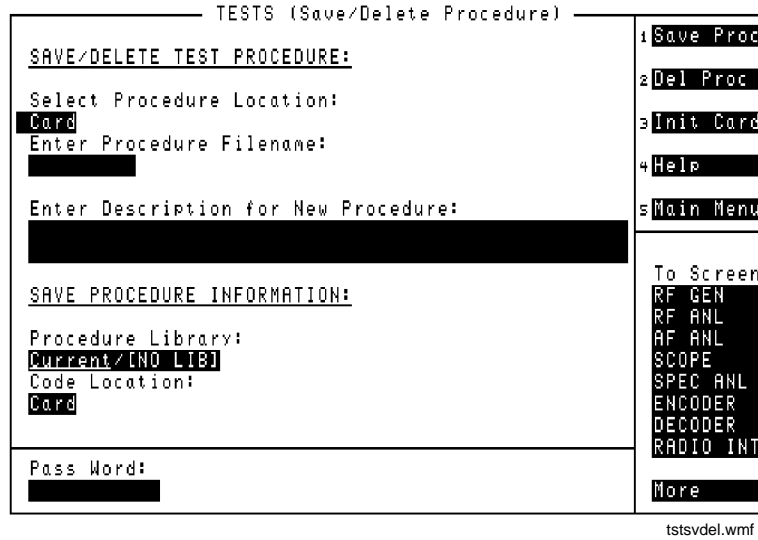 TESTS (Save/Delete Procedure)
SAVE/DELETE TEST PROCEDURE:
Select Procedure Location:
Card
Enter Procedure Filename:
Enter Description for New Procedure:
SAVE PROCEDURE INFORMATION:
Procedure Library:
Current/[NO LIB]
Code Location:
Card
Pass Word:
1 Save Proc
2 Del Proc
3 Init Card
4 Help
5 Main Menu
To Screen
RF GEN
RF ANL
AF ANL
SCOPE
SPEC ANL
ENCODER
DECODER
RADIO INT
More
tstsvdel.wmf